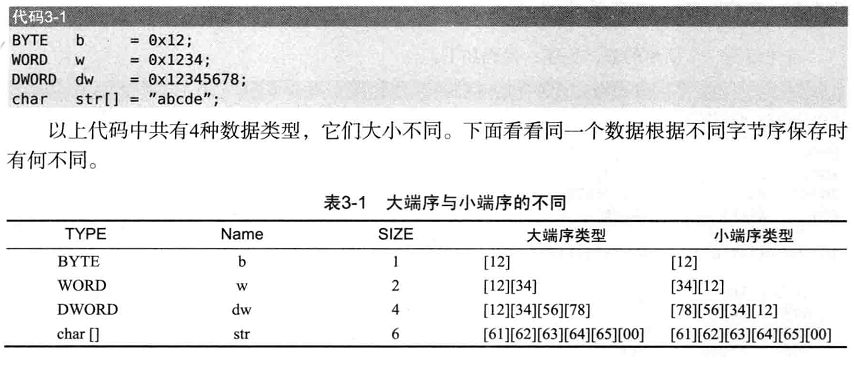 代码3-1
BYTE b = 0x12;
WORD w = 0x1234;
DWORD dw = 0x12345678;
char str[] = ”abcde”;
以上代码中共有4种数据类型，它们大小不同。下面看看同一个数据根据不同字节序保存时
有何不同。
表3-1 大端序与小端序的不同
TYPE Name SIZE 大端序类型 小端序类型
BYTE b 1 [12] [12]
WORD w 2 [12][34] [34][12]
DWORD dw 4 [12][34][56][78] [78][56][34][12]
char [] str 6 [61][62][63][64][65][00] [61][62][63][64][65][00]